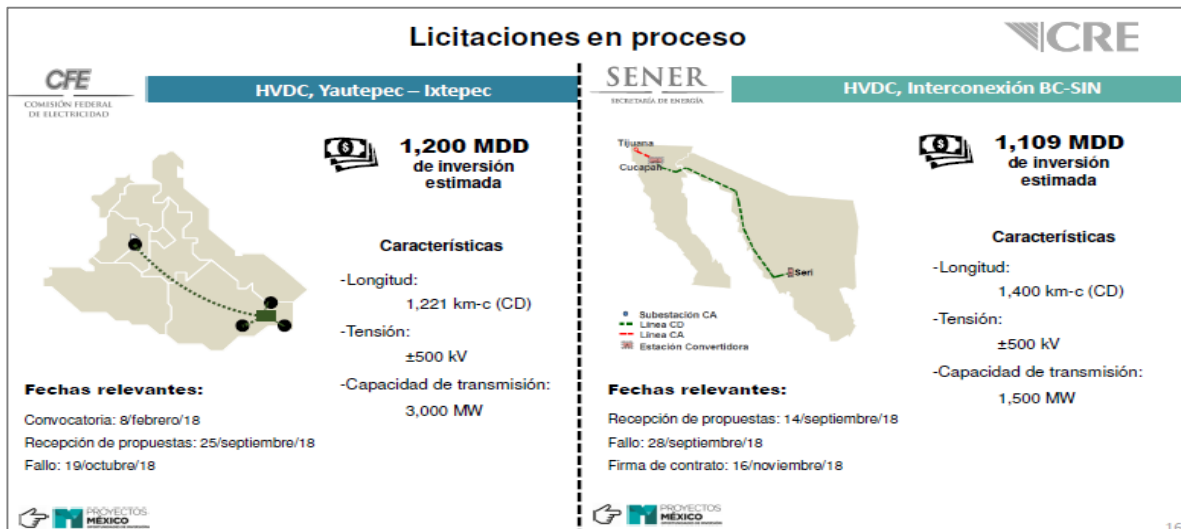 Licitaciones en proceso
CRE
CFE
COMISIÓN FEDERAL
DE ELECTRICIDAD
HVDC, Yautepec – Ixtepec
1,200 MDD
de inversión
estimada
Características
-Longitud:
1,221 km-c (CD)
-Tensión:
±500 kV
-Capacidad de transmisión:
3,000 MW
Fechas relevantes:
Convocatoria: 8/febrero/18
Recepción de propuestas: 25/septiembre/18
Fallo: 19/octubre/18
PROYECTOS
MÉXICO
SENER
SECRETARÍA DE ENERGÍA
HVDC, Interconexión BC-SIN
Tijuana
Cucapah
Seri
Subestación CA
Línea CD
Línea CA
Estación Convertidora
1,109 MDD
de inversión
estimada
Características
-Longitud:
1,400 km-c (CD)
-Tensión:
±500 kV
-Capacidad de transmisión:
1,500 MW
Fechas relevantes:
Recepción de propuestas: 14/septiembre/18
Fallo: 28/septiembre/18
Firma de contrato: 16/noviembre/18
PROYECTOS
MÉXICO
16